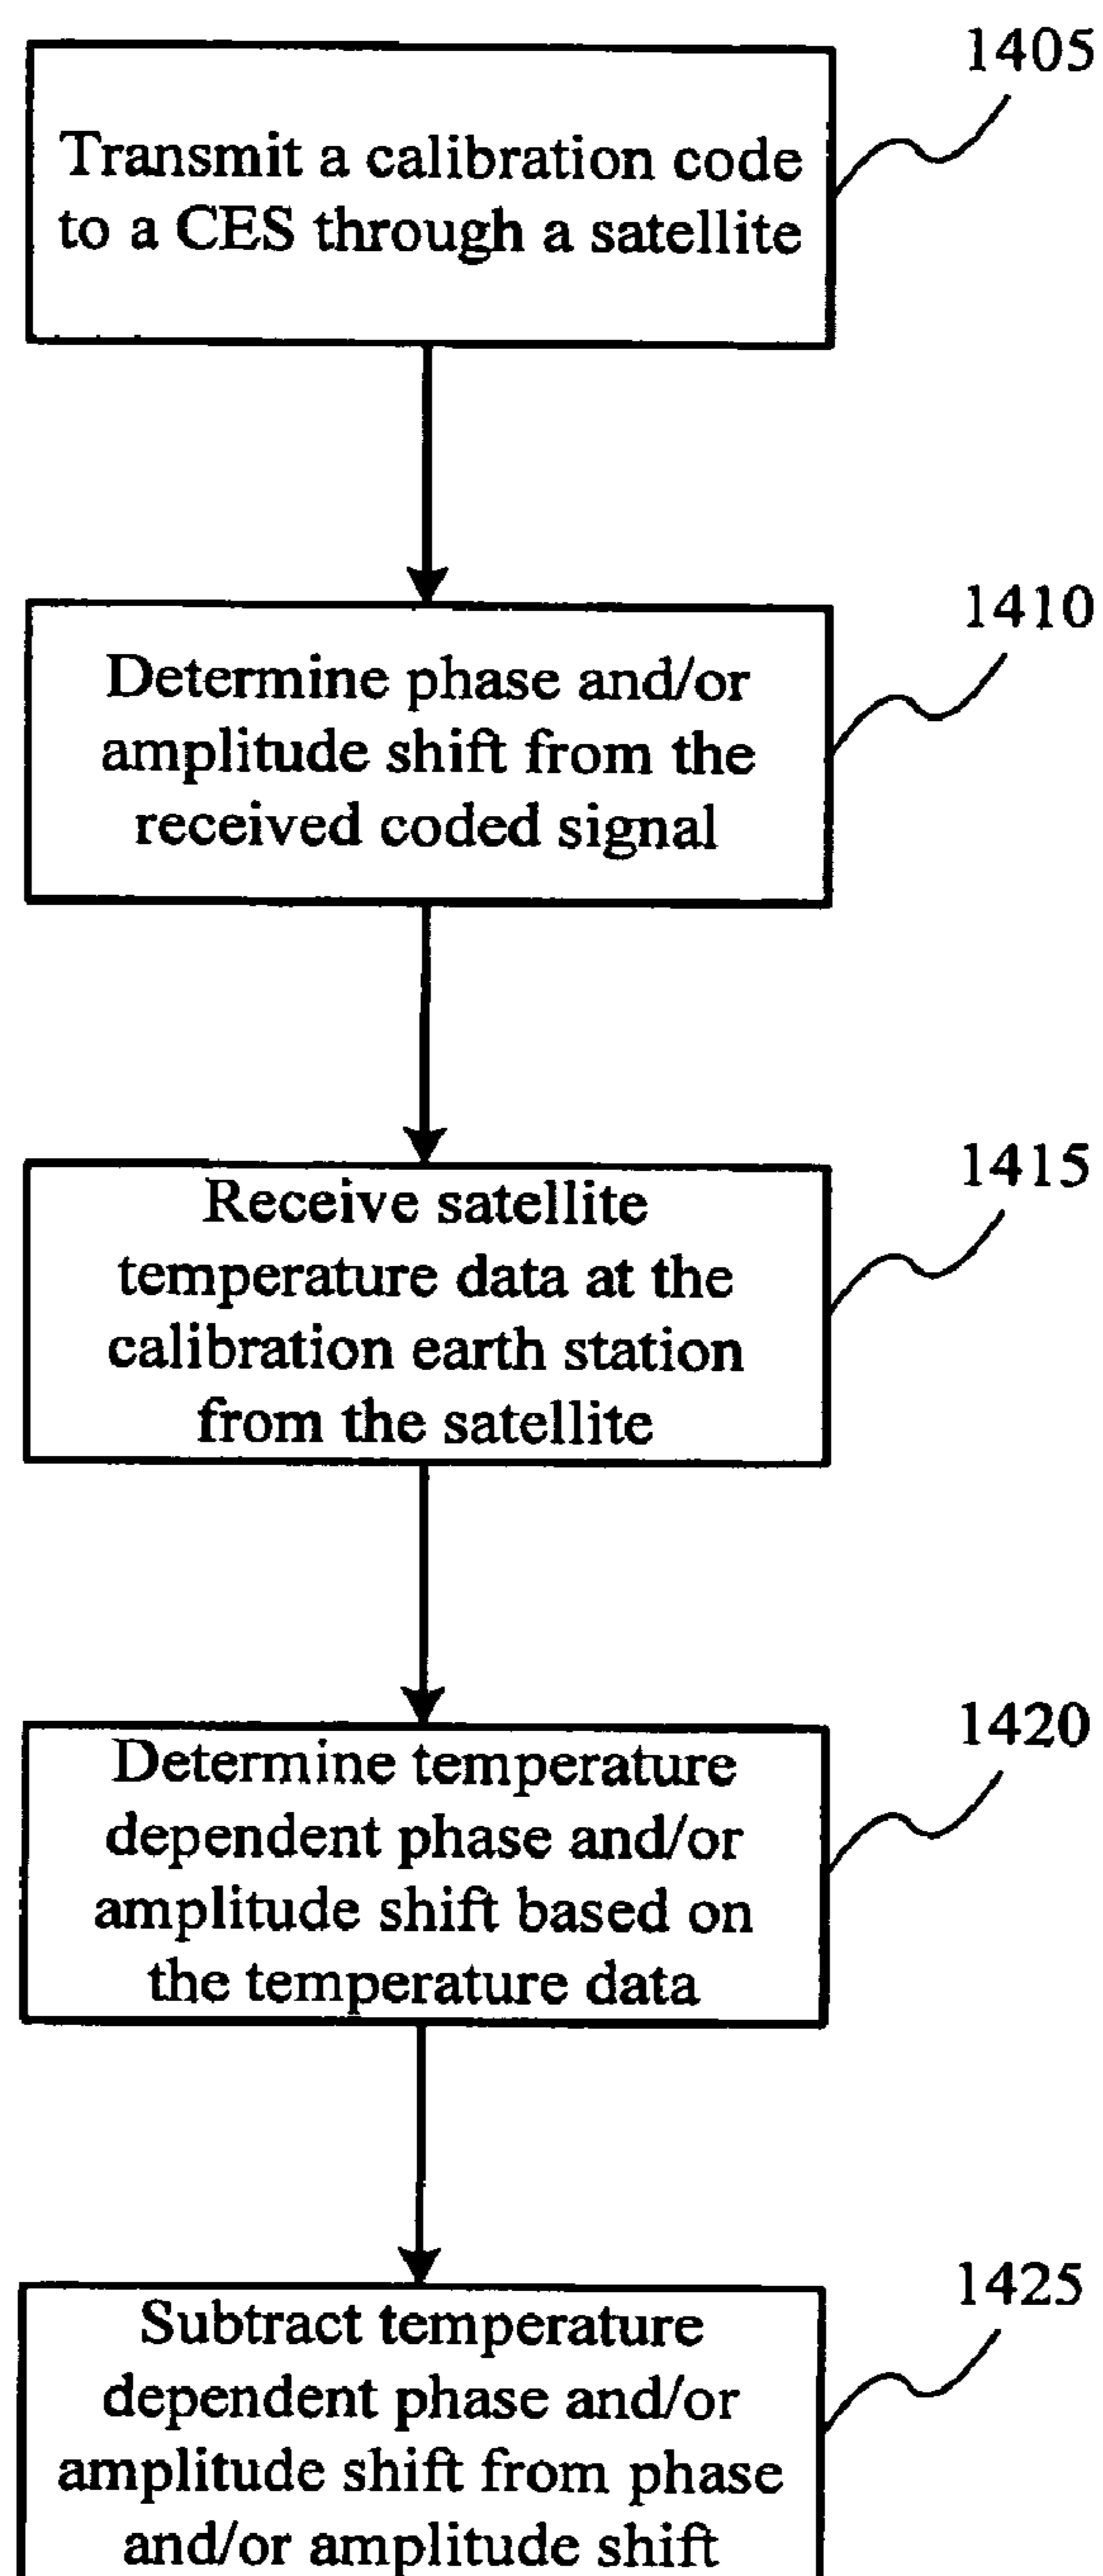 1405
Transmit a calibration code
to a CES through a satellite
1410
Determine phase and/or
amplitude shift from the
received coded signal
1415
Receive satellite
temperature data at the
calibration earth station
from the satellite
1420
Determine temperature
dependent phase and/or
amplitude shift based on
the temperature data
1425
Subtract temperature
dependent phase and/or
amplitude shift from phase
and/or amplitude shift